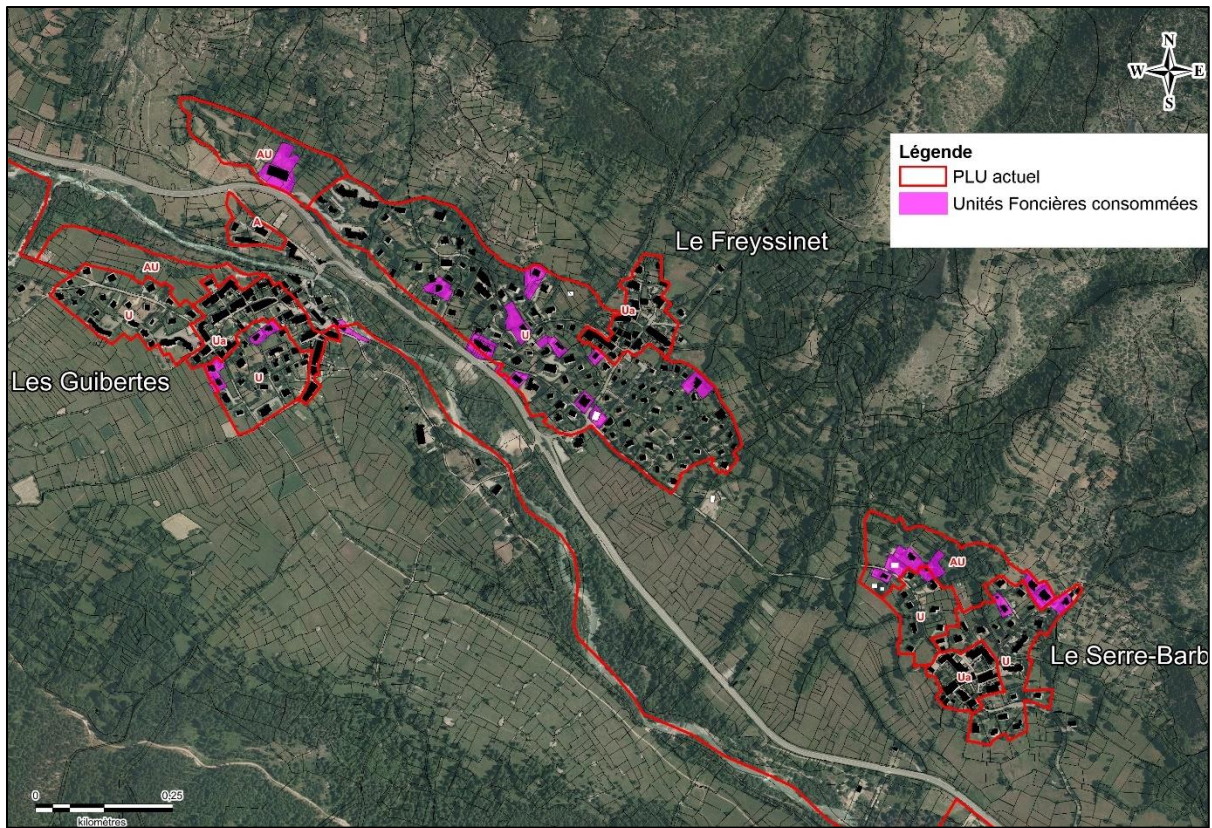 N
W E
S
Légende
PLU actuel
Unités Foncières consommées
Le Freyssinet
AU
A
AU
U
Ua
U
Ua
U
Les Guibertes
AU
U
U
Ua
Le Serre-Barb
0 0,25
kilomètres